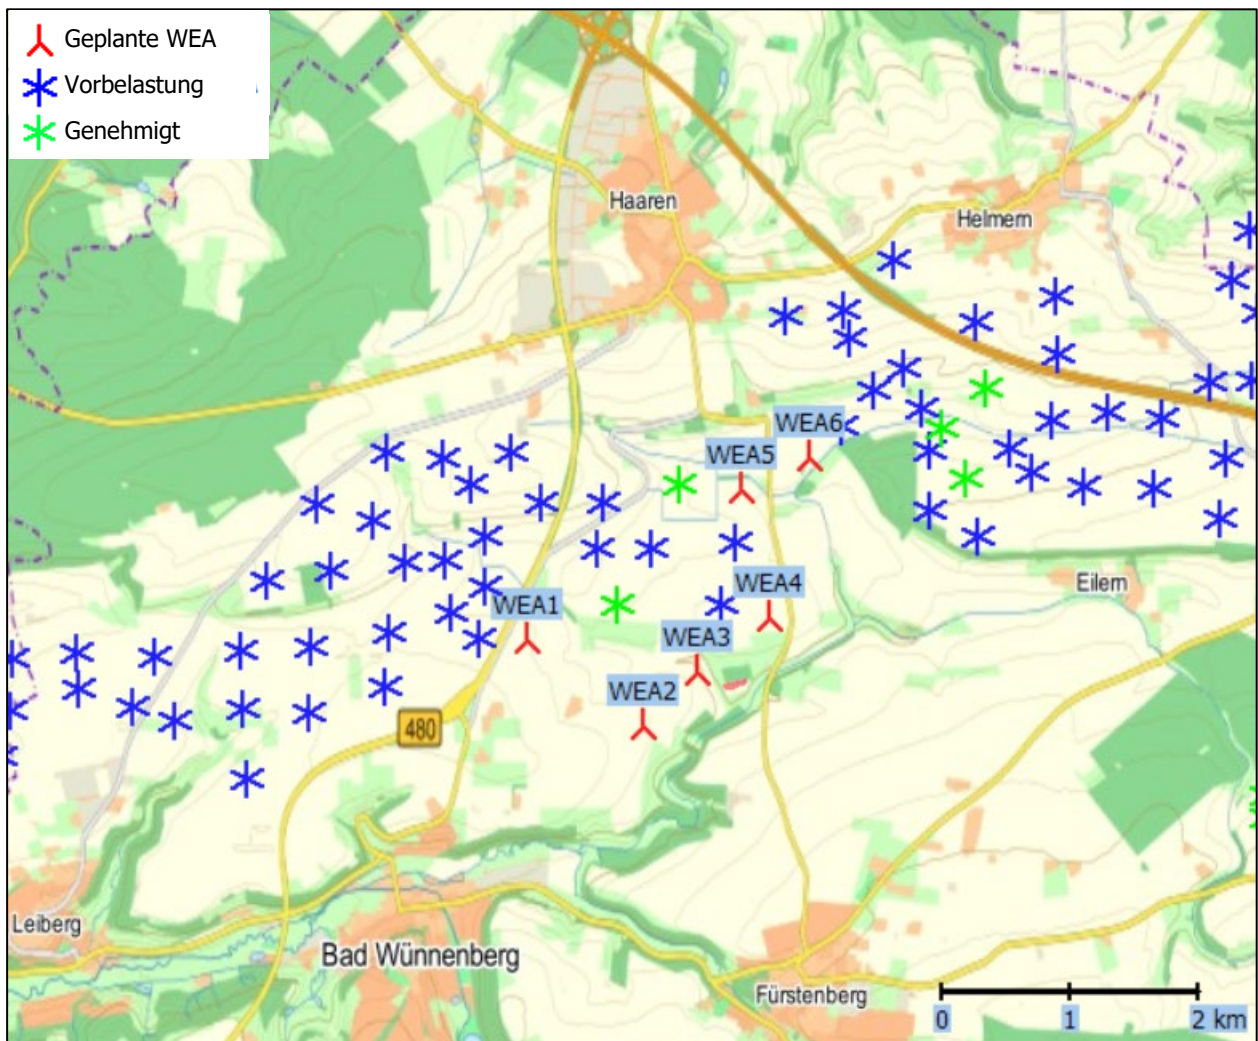 Geplante WEA
Vorbelastung
Genehmigt
Haaren
Helmern
WEA6
WEA5
WEA4
Eilern
WEA1
WEA3
WEA2
480
Leiberg
Bad Wünnenberg
Fürstenberg
0 1 2 km